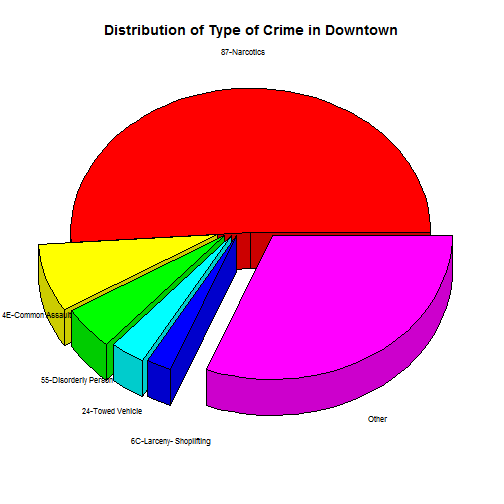 Distribution of Type of Crime in Downtown
87-Narcotics
4E-Common Assault
55-Disorderly Person
24-Towed Vehicle
6C-Larceny- Shoplifting
Other